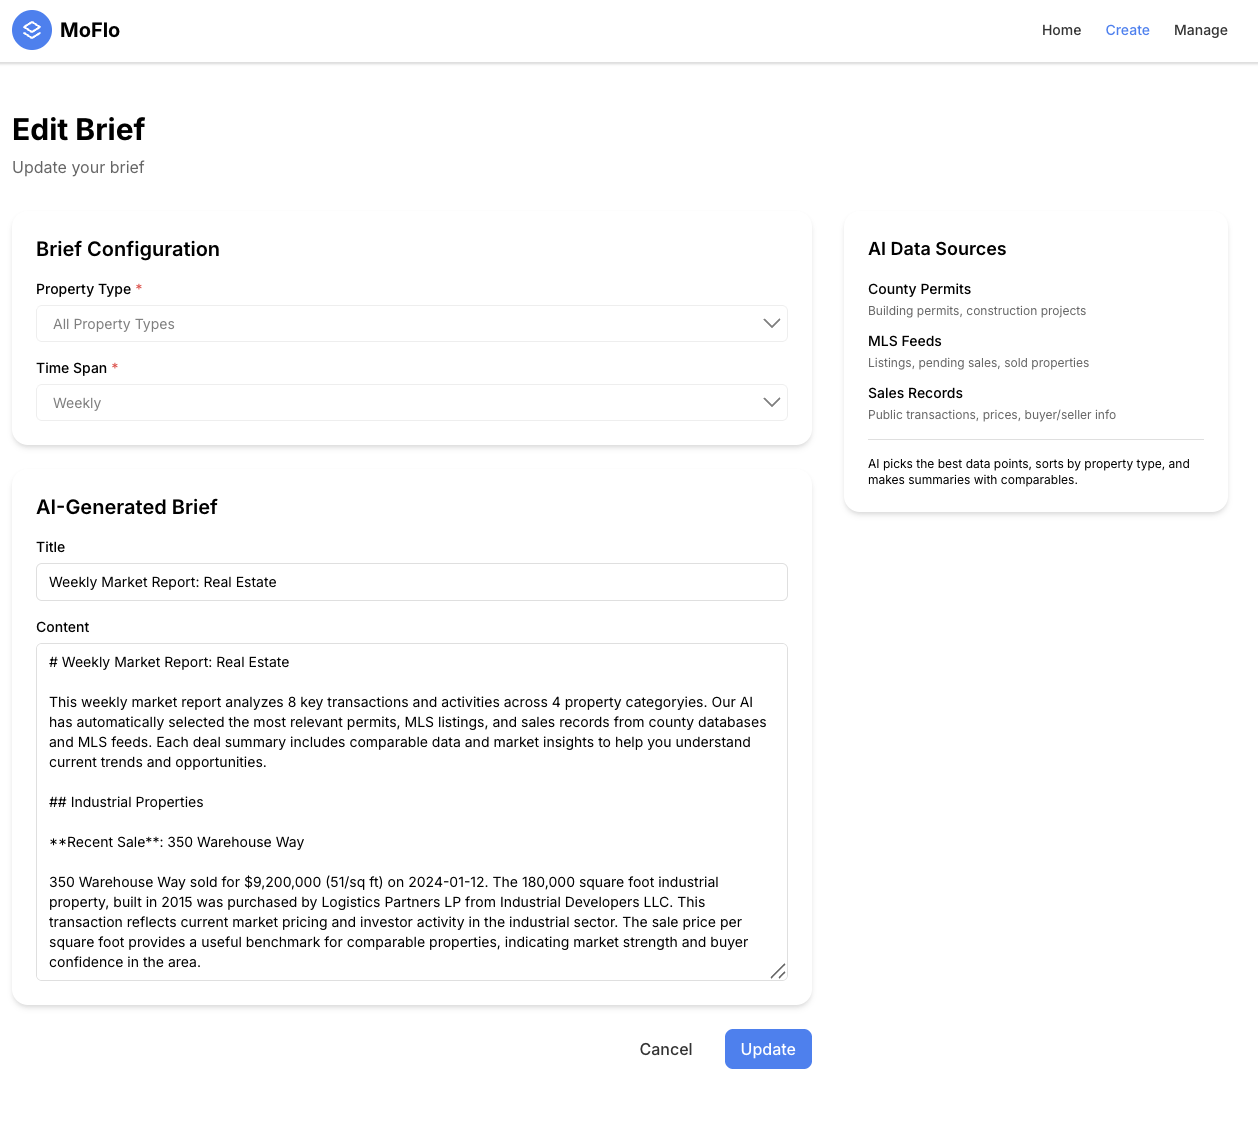 MoFlo
Home
Create
Manage
Edit Brief
Update your brief
Brief Configuration
Property Type *
All Property Types
Time Span *
Weekly
AI-Generated Brief
Title
Weekly Market Report: Real Estate
Content
# Weekly Market Report: Real Estate
This weekly market report analyzes 8 key transactions and activities across 4 property categoryies. Our AI
has automatically selected the most relevant permits, MLS listings, and sales records from county databases
and MLS feeds. Each deal summary includes comparable data and market insights to help you understand
current trends and opportunities.
## Industrial Properties
**Recent Sale**: 350 Warehouse Way
350 Warehouse Way sold for $9,200,000 (51/sq ft) on 2024-01-12. The 180,000 square foot industrial
property, built in 2015 was purchased by Logistics Partners LP from Industrial Developers LLC. This
transaction reflects current market pricing and investor activity in the industrial sector. The sale price per
square foot provides a useful benchmark for comparable properties, indicating market strength and buyer
confidence in the area.
Cancel
Update
AI Data Sources
County Permits
Building permits, construction projects
MLS Feeds
Listings, pending sales, sold properties
Sales Records
Public transactions, prices, buyer/seller info
AI picks the best data points, sorts by property type, and
makes summaries with comparables.